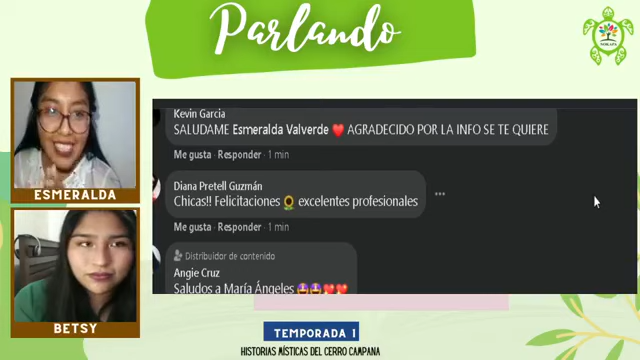 Parlando
Kevin Garcia
SALUDAME Esmeralda Valverde ❤️ AGRADECIDO POR LA INFO SE TE QUIERE
Me gusta · Responder · 1 min
Diana Pretell Guzmán
Chicas!! Felicitaciones 🌻 excelentes profesionales
Me gusta · Responder · 1 min
Distribuidor de contenido
Angie Cruz
Saludos a María Ángeles 🤩🤩❤️❤️
ESMERALDA
BETSY
TEMPORADA 1
HISTORIAS MÍSTICAS DEL CERRO CAMPANA